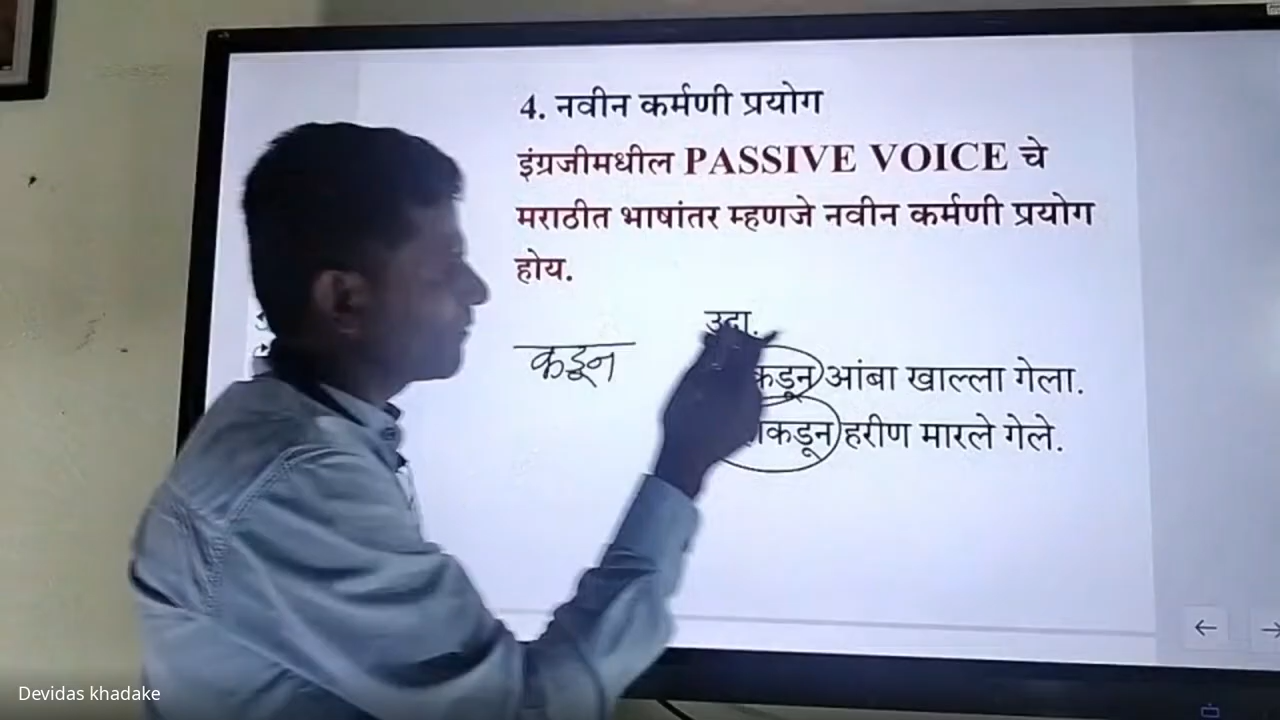 4. नवीन कर्मणी प्रयोग
इंग्रजीमधील PASSIVE VOICE चे
मराठीत भाषांतर म्हणजे नवीन कर्मणी प्रयोग
होय.
उदा.
कडून
कडून आंबा खाल्ला गेला.
कडून हरीण मारले गेले.
Devidas khadake